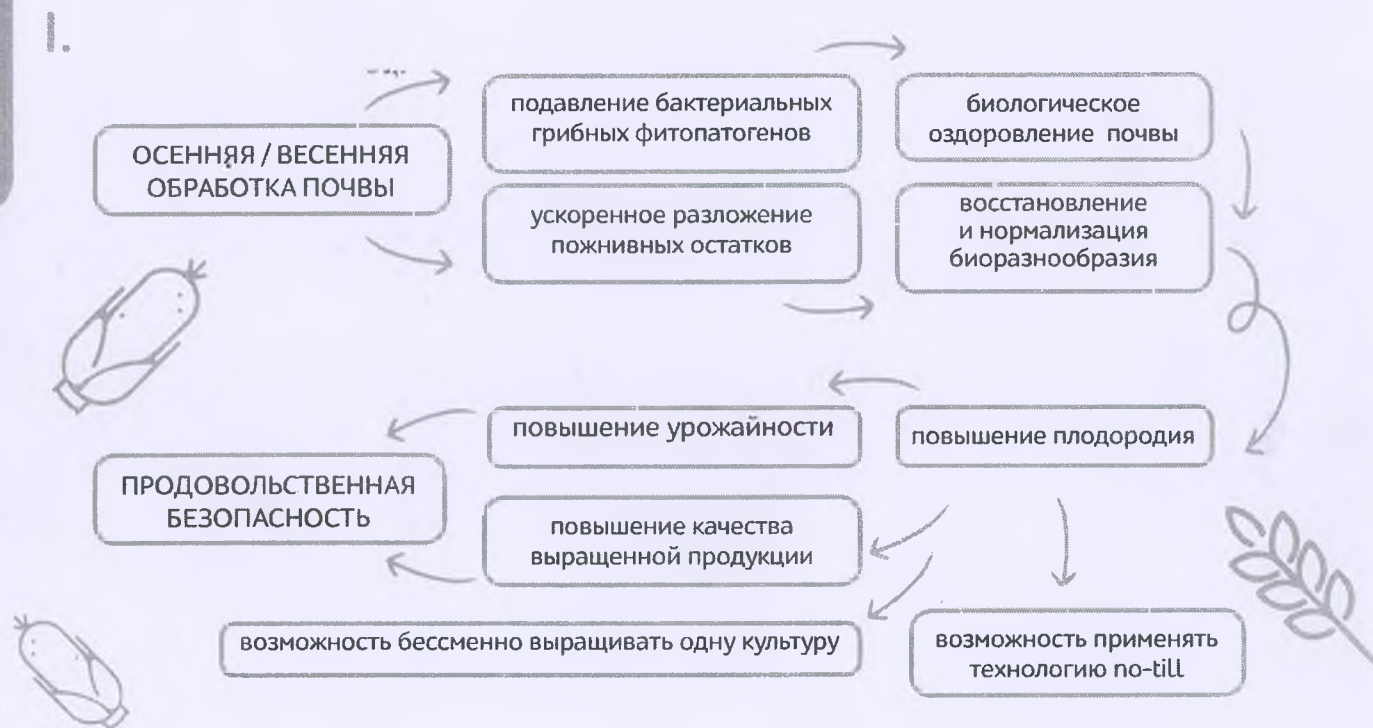 I.
ОСЕННЯЯ / ВЕСЕННЯЯ
ОБРАБОТКА ПОЧВЫ
подавление бактериальных
грибных фитопатогенов
ускоренное разложение
пожнивных остатков
биологическое
оздоровление почвы
восстановление
и нормализация
биоразнообразия
повышение плодородия
повышение урожайности
повышение качества
выращенной продукции
ПРОДОВОЛЬСТВЕННАЯ
БЕЗОПАСНОСТЬ
возможность бессменно выращивать одну культуру
возможность применять
технологию no-till